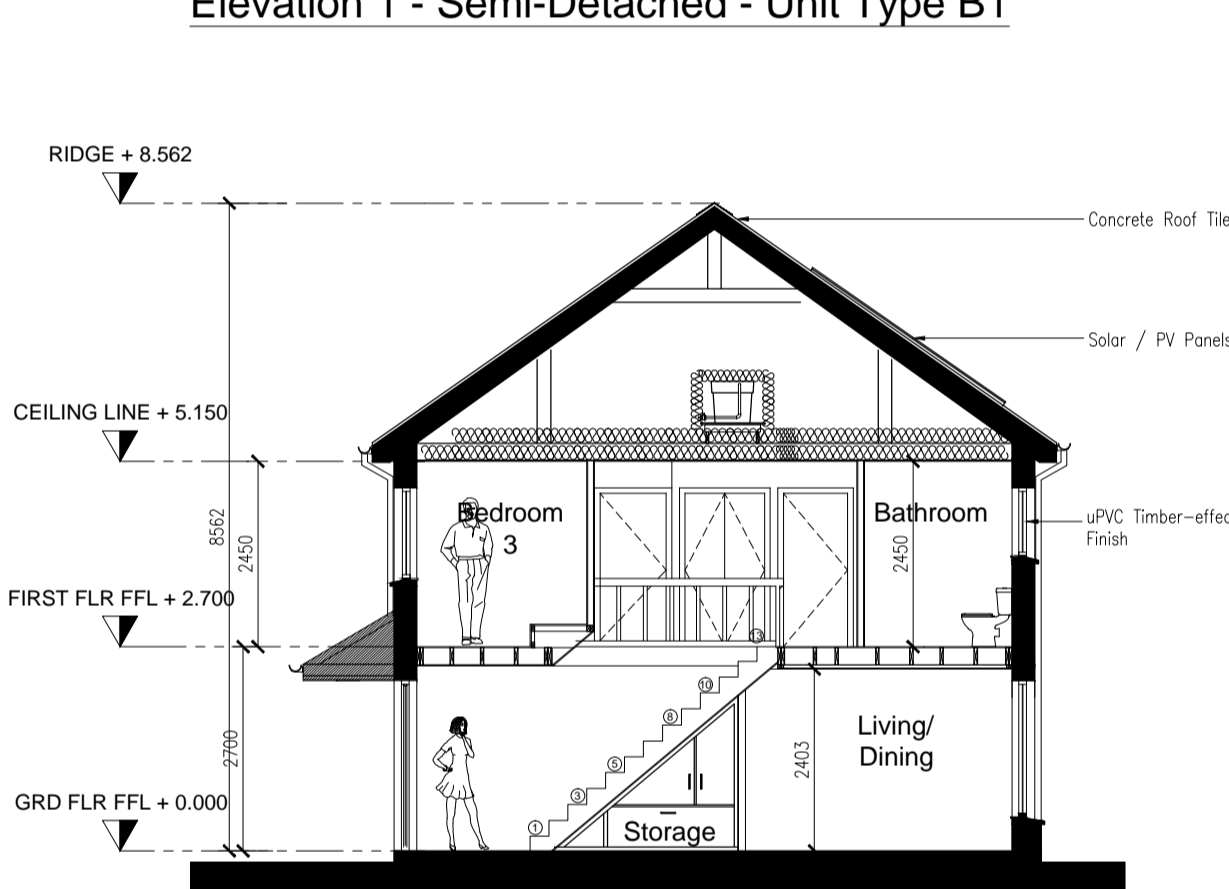 Elevation 1 - Semi-Detached - Unit Type B1
RIDGE + 8.562
Concrete Roof Tile
Solar / PV Panels
CEILING LINE + 5.150
8562
2450
Bedroom
3
Bathroom
2450
uPVC Timber-effec
Finish
FIRST FLR FFL + 2.700
13
10
8
5
3
1
2700
2403
Living/
Dining
GRD FLR FFL + 0.000
Storage